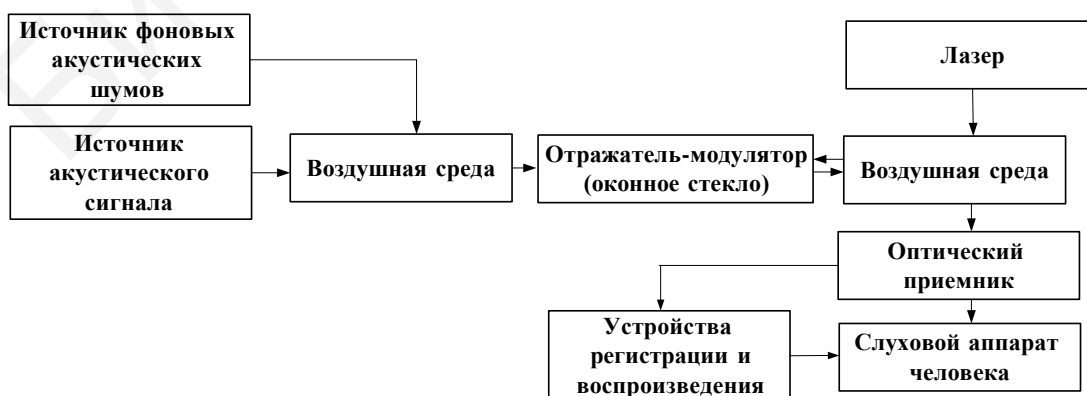 Источник фоновых
акустических
шумов
Лазер
Источник
акустического
сигнала
Воздушная среда
Отражатель-модулятор
(оконное стекло)
Воздушная среда
Оптический
приемник
Устройства
регистрации и
воспроизведения
Слуховой аппарат
человека